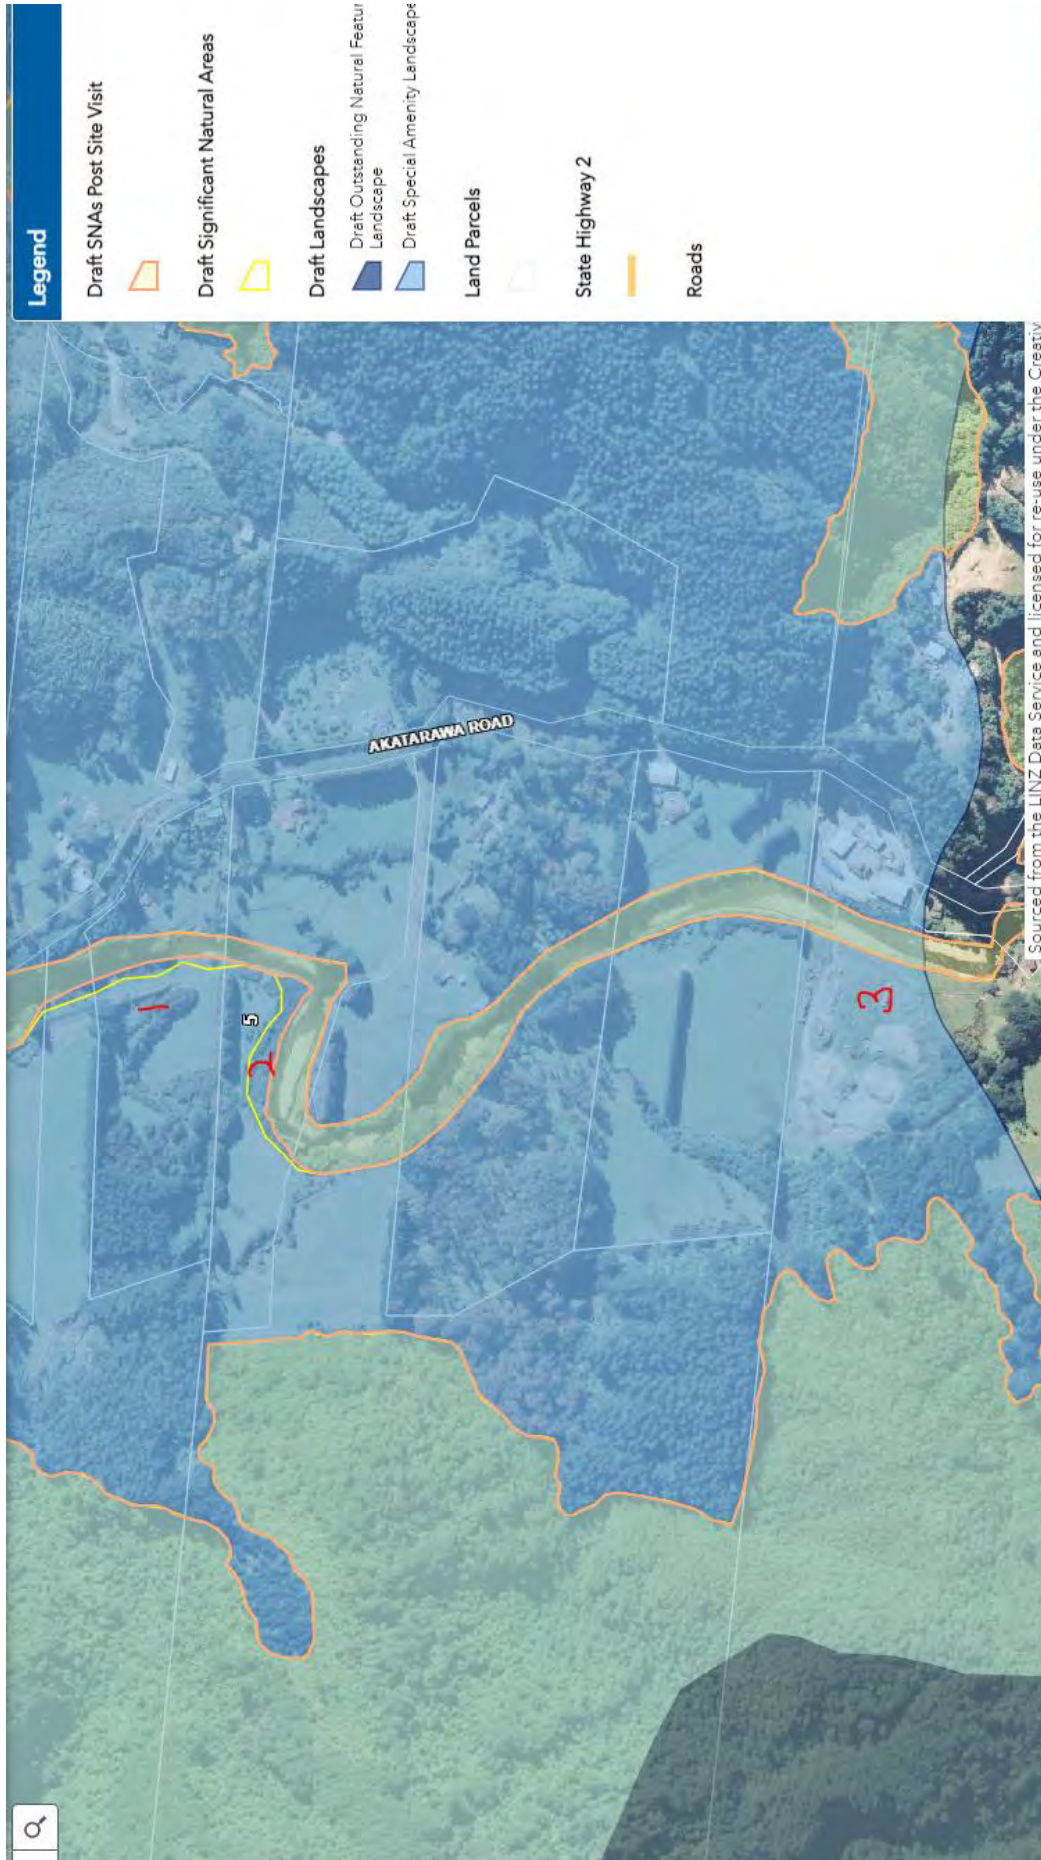 Legend
Draft SNAs Post Site Visit
Draft Significant Natural Areas
Draft Landscapes
Draft Outstanding Natural Featur
Landscape
Draft Special Amenity Landscape
Land Parcels
State Highway 2
Roads
AKATARAWA ROAD
1
2
5
3
Sourced from the LINZ Data Service and licensed for re-use under the Creativ